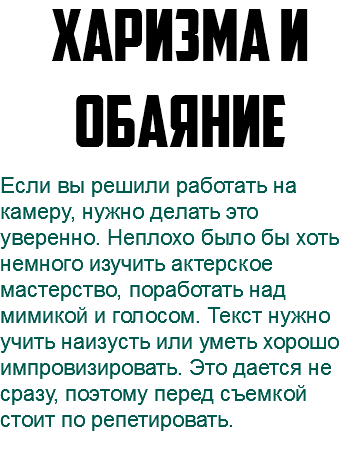 ХАРИЗМА И
ОБАЯНИЕ
Если вы решили работать на
камеру, нужно делать это
уверенно. Неплохо было бы хоть
немного изучить актерское
мастерство, поработать над
мимикой и голосом. Текст нужно
учить наизусть или уметь хорошо
импровизировать. Это дается не
сразу, поэтому перед съемкой
стоит по репетировать.